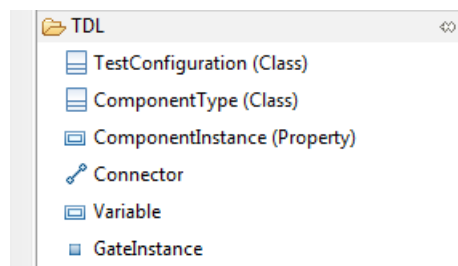 TDL
TestConfiguration (Class)
ComponentType (Class)
ComponentInstance (Property)
Connector
Variable
GateInstance